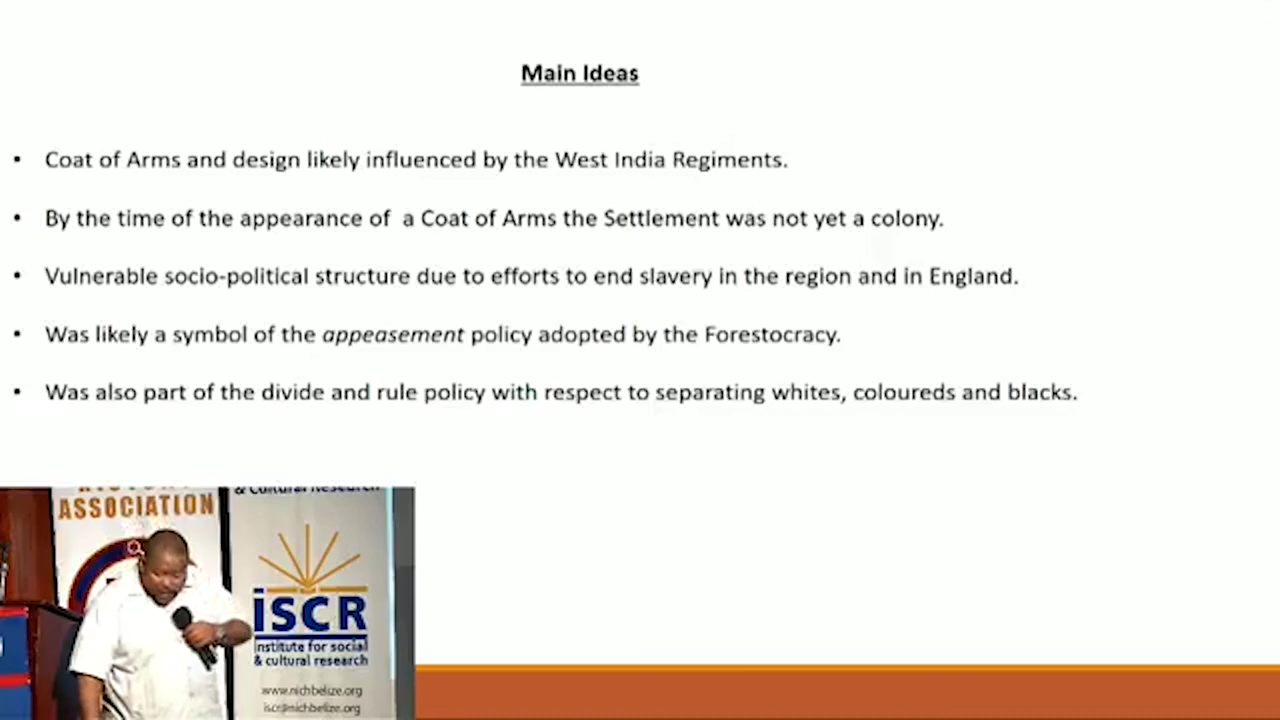 Main Ideas
• Coat of Arms and design likely influenced by the West India Regiments.
• By the time of the appearance of a Coat of Arms the Settlement was not yet a colony.
• Vulnerable socio-political structure due to efforts to end slavery in the region and in England.
• Was likely a symbol of the appeasement policy adopted by the Forestocracy.
• Was also part of the divide and rule policy with respect to separating whites, coloureds and blacks.
ASSOCIATION
& Cultural Research
iSCR
institute for social
& cultural research
www.nichbelize.org
iscr@nichbelize.org